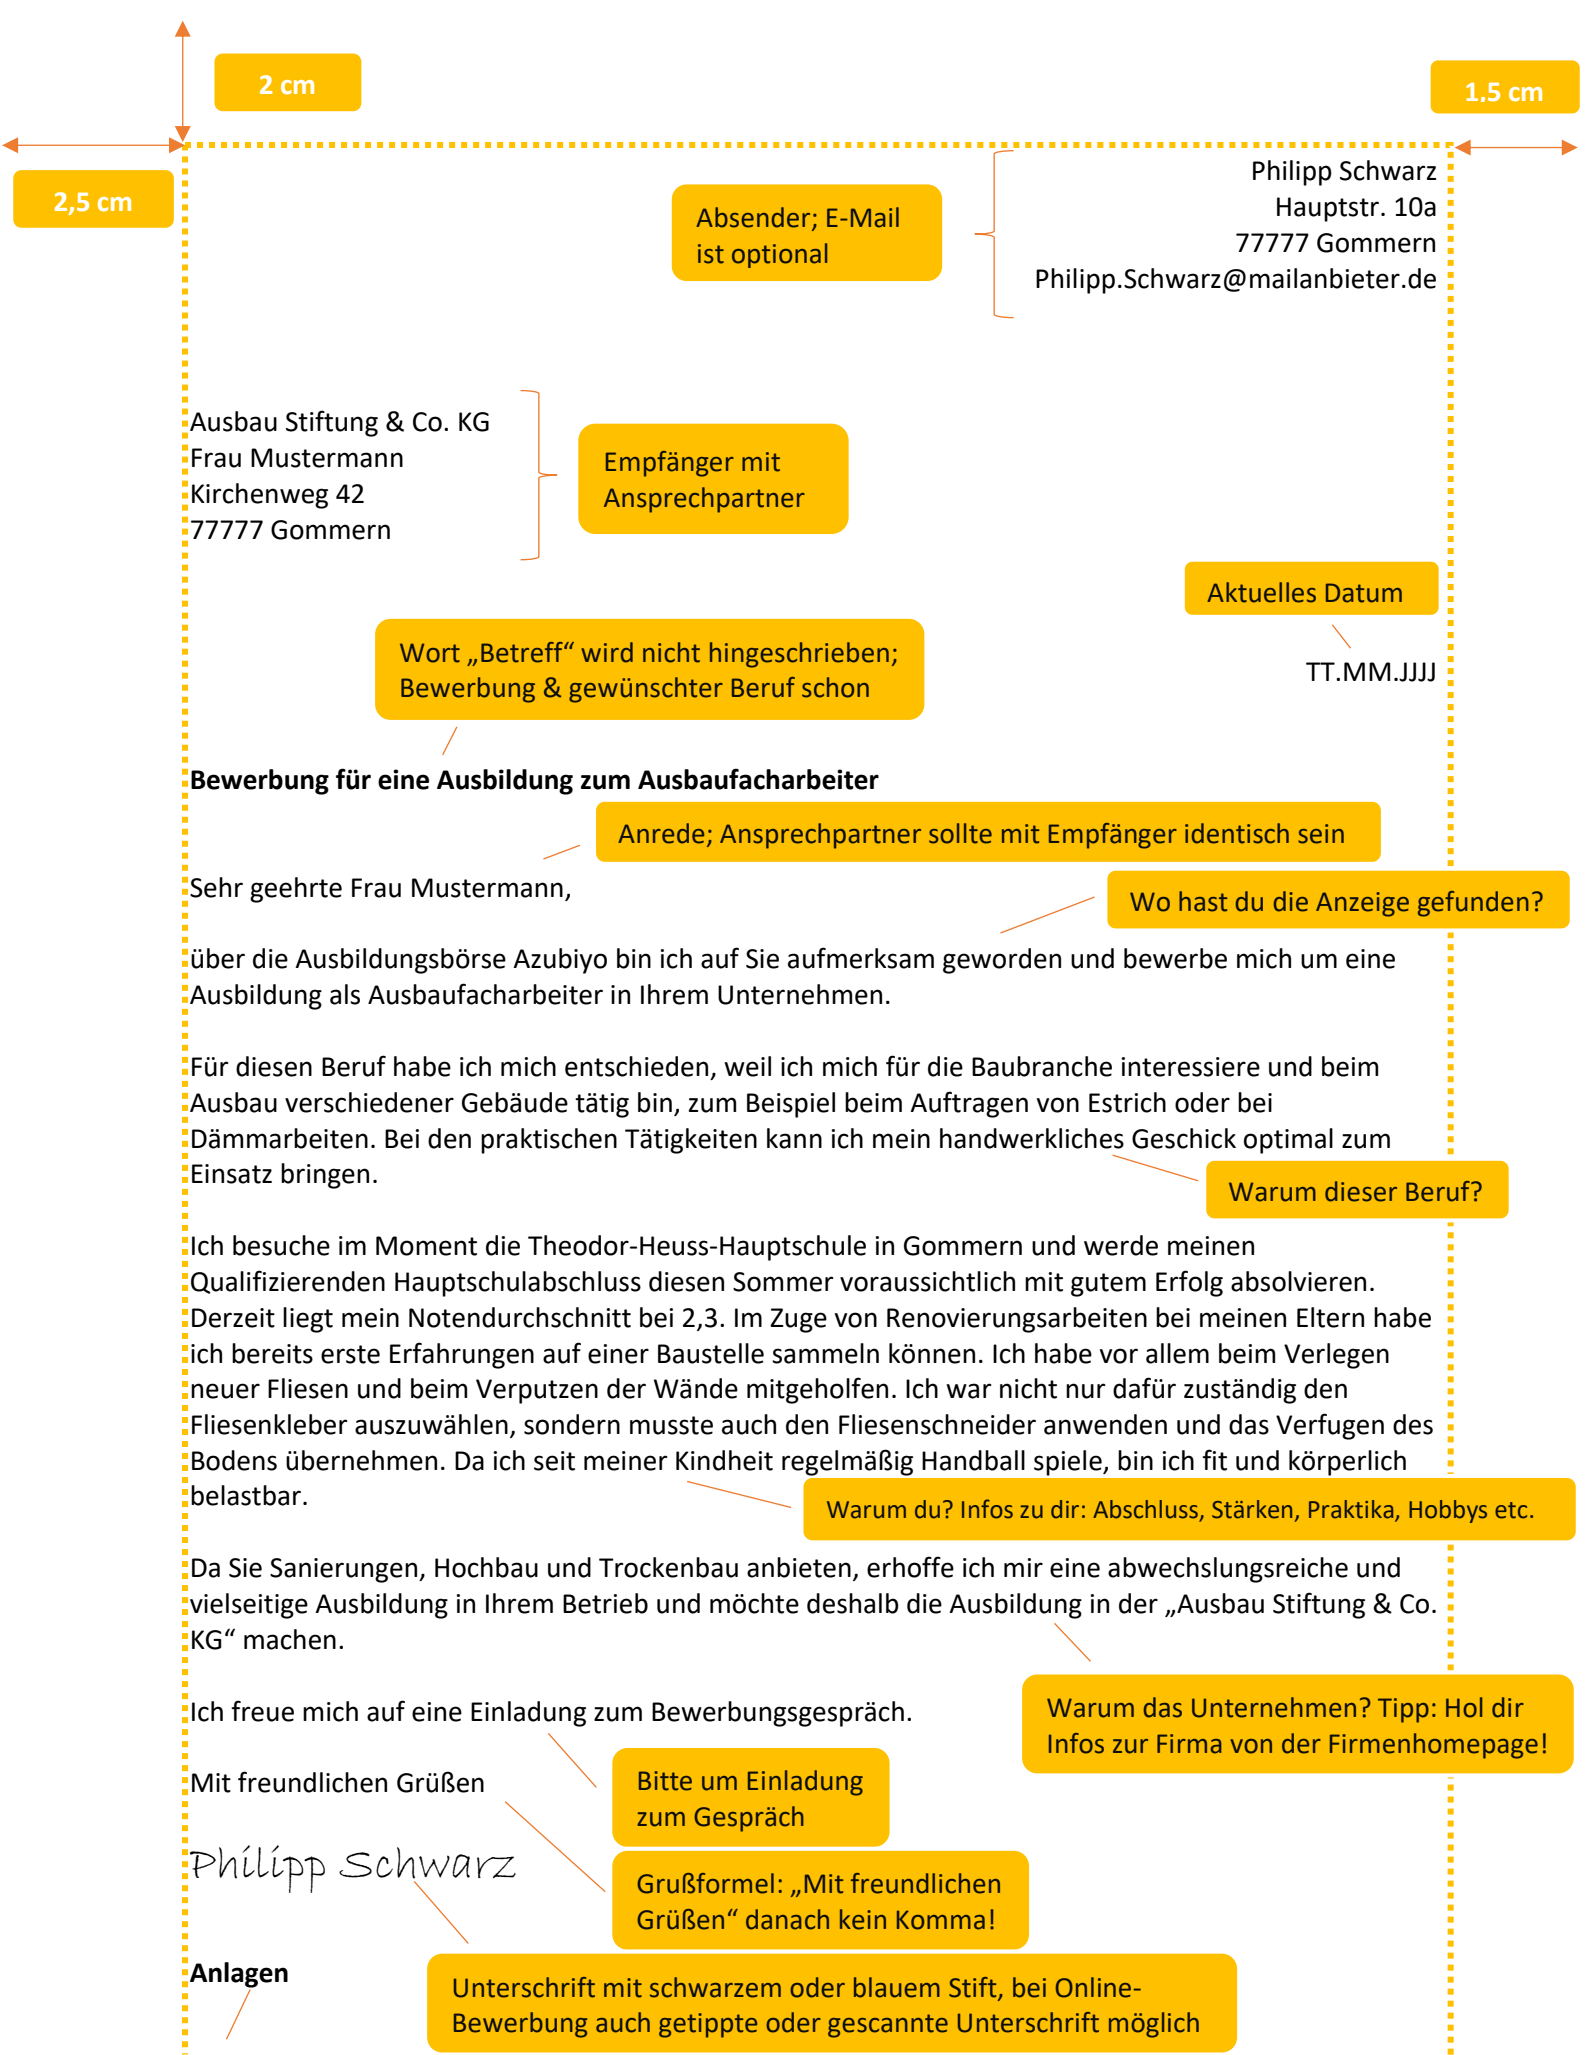 2 cm
1.5 cm
2,5 cm
Absender; E-Mail
ist optional
Philipp Schwarz
Hauptstr. 10a
77777 Gommern
Philipp.Schwarz@mailanbieter.de
Ausbau Stiftung & Co. KG
Frau Mustermann
Kirchenweg 42
77777 Gommern
Empfänger mit
Ansprechpartner
Aktuelles Datum
TT.MM.JJJJ
Wort „Betreff“ wird nicht hingeschrieben;
Bewerbung & gewünschter Beruf schon
Bewerbung für eine Ausbildung zum Ausbaufacharbeiter
Anrede; Ansprechpartner sollte mit Empfänger identisch sein
Sehr geehrte Frau Mustermann,
Wo hast du die Anzeige gefunden?
über die Ausbildungsbörse Azubiyo bin ich auf Sie aufmerksam geworden und bewerbe mich um eine
Ausbildung als Ausbaufacharbeiter in Ihrem Unternehmen.
Für diesen Beruf habe ich mich entschieden, weil ich mich für die Baubranche interessiere und beim
Ausbau verschiedener Gebäude tätig bin, zum Beispiel beim Auftragen von Estrich oder bei
Dämmarbeiten. Bei den praktischen Tätigkeiten kann ich mein handwerkliches Geschick optimal zum
Einsatz bringen.
Warum dieser Beruf?
Ich besuche im Moment die Theodor-Heuss-Hauptschule in Gommern und werde meinen
Qualifizierenden Hauptschulabschluss diesen Sommer voraussichtlich mit gutem Erfolg absolvieren.
Derzeit liegt mein Notendurchschnitt bei 2,3. Im Zuge von Renovierungsarbeiten bei meinen Eltern habe
ich bereits erste Erfahrungen auf einer Baustelle sammeln können. Ich habe vor allem beim Verlegen
neuer Fliesen und beim Verputzen der Wände mitgeholfen. Ich war nicht nur dafür zuständig den
Fliesenkleber auszuwählen, sondern musste auch den Fliesenschneider anwenden und das Verfugen des
Bodens übernehmen. Da ich seit meiner Kindheit regelmäßig Handball spiele, bin ich fit und körperlich
belastbar.
Warum du? Infos zu dir: Abschluss, Stärken, Praktika, Hobbys etc.
Da Sie Sanierungen, Hochbau und Trockenbau anbieten, erhoffe ich mir eine abwechslungsreiche und
vielseitige Ausbildung in Ihrem Betrieb und möchte deshalb die Ausbildung in der „Ausbau Stiftung & Co.
KG“ machen.
Warum das Unternehmen? Tipp: Hol dir
Infos zur Firma von der Firmenhomepage!
Ich freue mich auf eine Einladung zum Bewerbungsgespräch.
Bitte um Einladung
zum Gespräch
Mit freundlichen Grüßen
Philipp Schwarz
Grußformel: „Mit freundlichen
Grüßen“ danach kein Komma!
Anlagen
Unterschrift mit schwarzem oder blauem Stift, bei Online-
Bewerbung auch getippte oder gescannte Unterschrift möglich